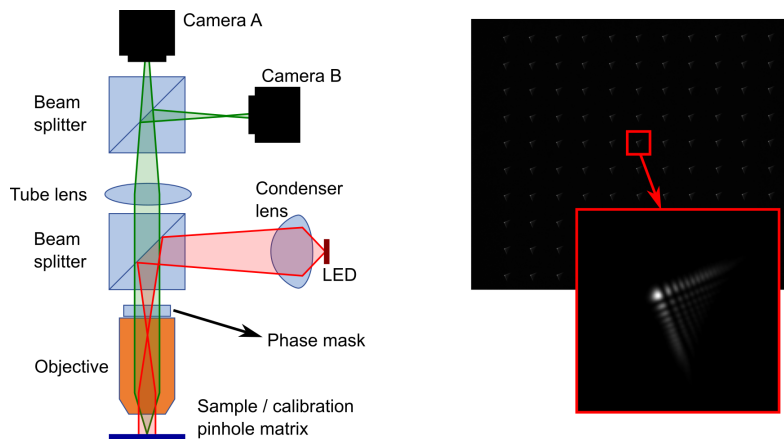 Camera A
Camera B
Beam
splitter
Tube lens
Condenser
lens
Beam
splitter
LED
Phase mask
Objective
Sample / calibration
pinhole matrix